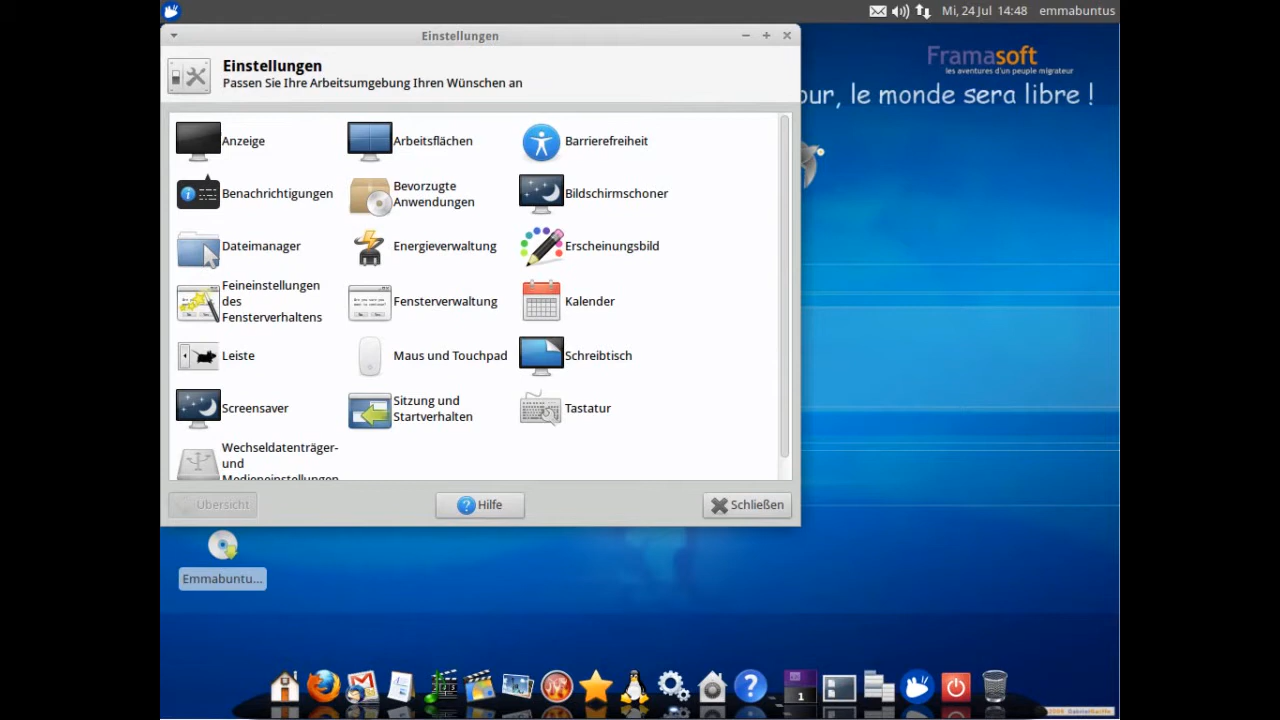 Mi, 24 Jul 14:48 emmabuntus
Einstellungen
Einstellungen
Passen Sie Ihre Arbeitsumgebung Ihren Wünschen an
Framasoft
les aventures d'un peuple migrateur
our, le monde sera libre !
Anzeige
Arbeitsflächen
Barrierefreiheit
Benachrichtigungen
Bevorzugte
Anwendungen
Bildschirmschoner
Dateimanager
Energieverwaltung
Erscheinungsbild
Feineinstellungen
des
Fensterverhaltens
Fensterverwaltung
Kalender
Leiste
Maus und Touchpad
Schreibtisch
Screensaver
Sitzung und
Startverhalten
Tastatur
Wechseldatenträger-
und
Medieneinstellungen
Übersicht
Hilfe
Schließen
Emmabuntu...
1